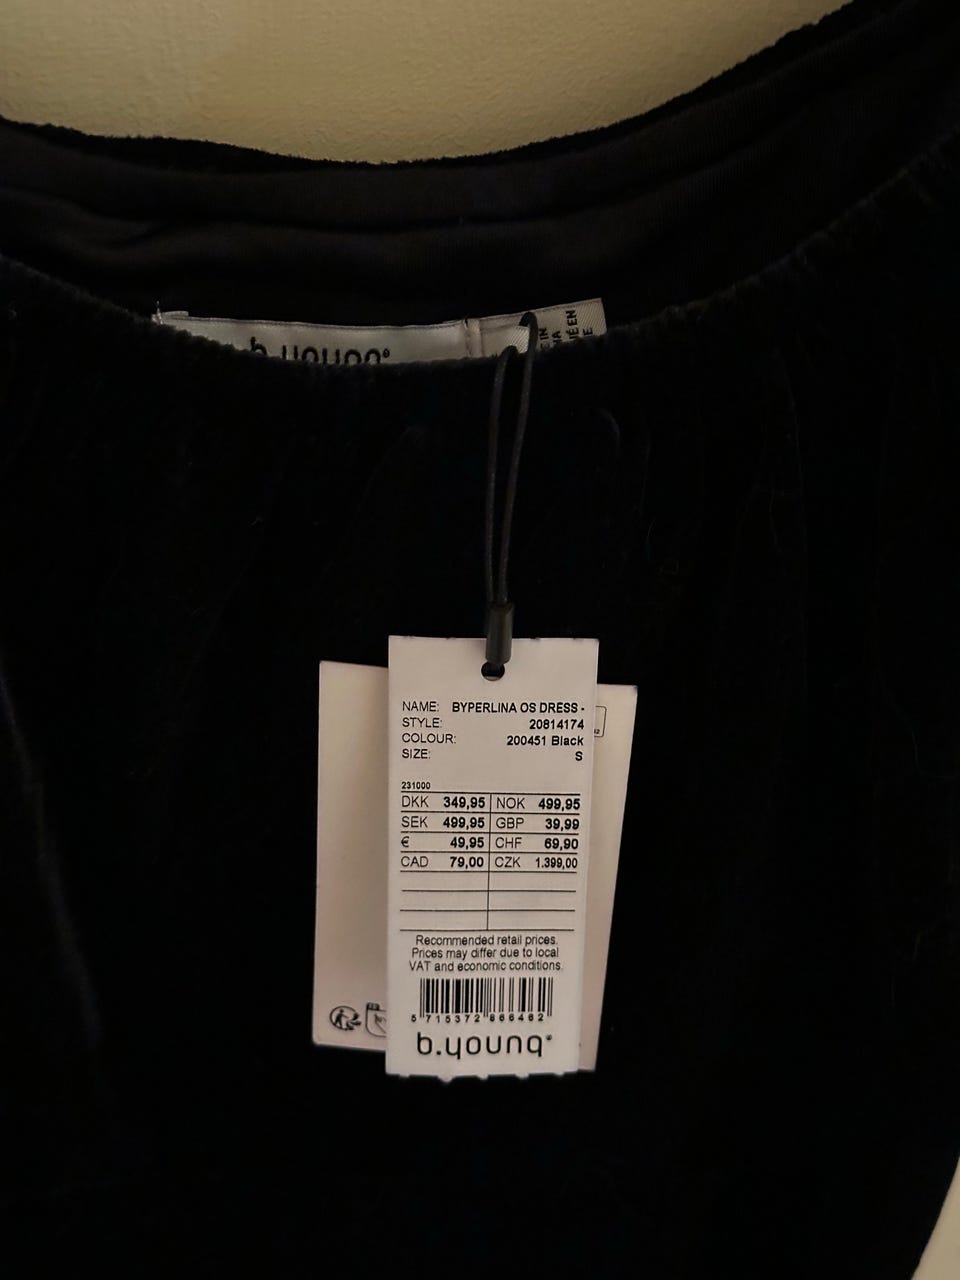 b.young®
NAME: BYPERLINA OS DRESS -
STYLE: 20814174
COLOUR: 200451 Black
SIZE: S
231000
DKK 349,95 NOK 499,95
SEK 499,95 GBP 39,99
€ 49,95 CHF 69,90
CAD 79,00 CZK 1.399,00
Recommended retail prices.
Prices may differ due to local
VAT and economic conditions.
5 715372 866462
b.young®